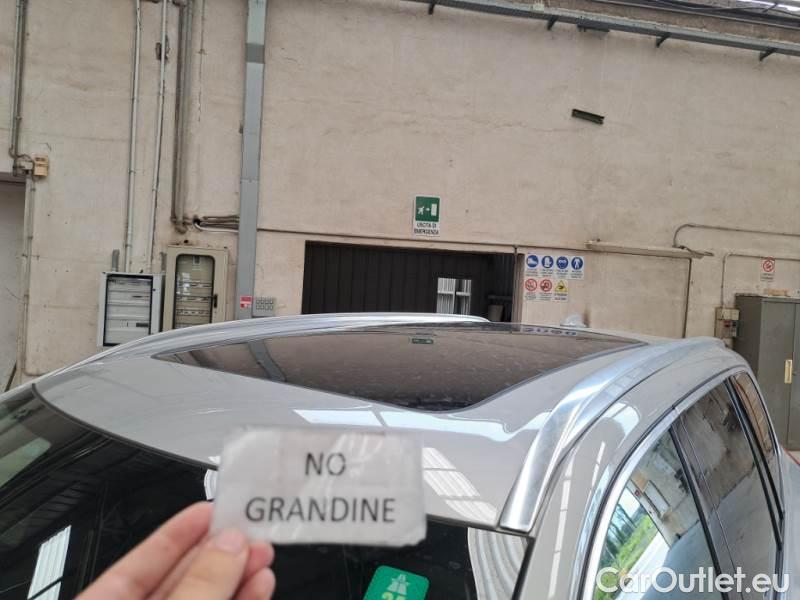 USCITA DI
EMERGENZA
NO
GRANDINE
CarOutlet.eu